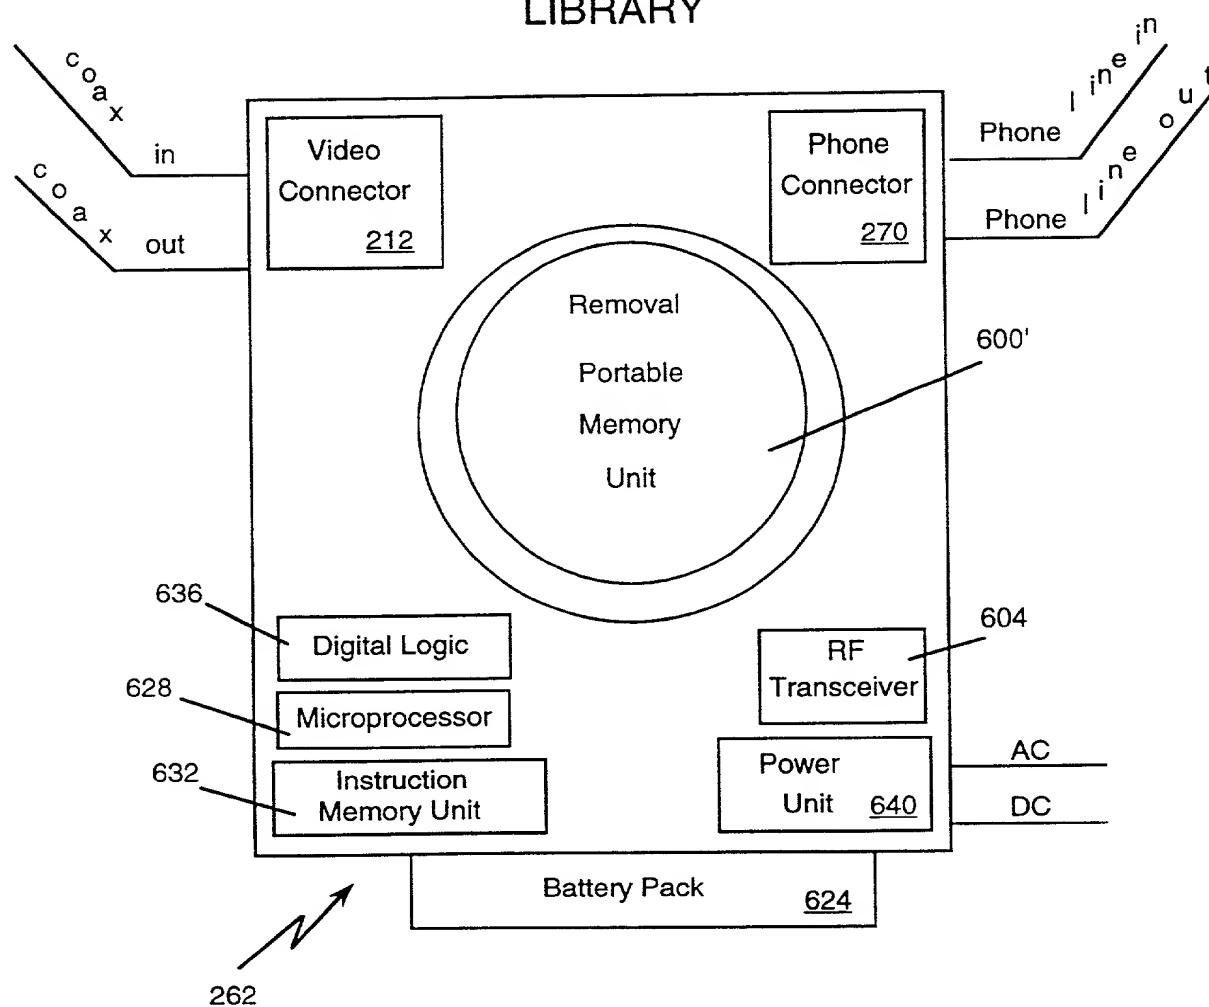 LIBRARY
coax in
coax out
Phone line in
Phone line out
Video
Connector
212
Phone
Connector
270
Removal
Portable
Memory
Unit
600'
636
Digital Logic
628
Microprocessor
632
Instruction
Memory Unit
RF
Transceiver
604
Power
Unit 640
AC
DC
Battery Pack 624
262